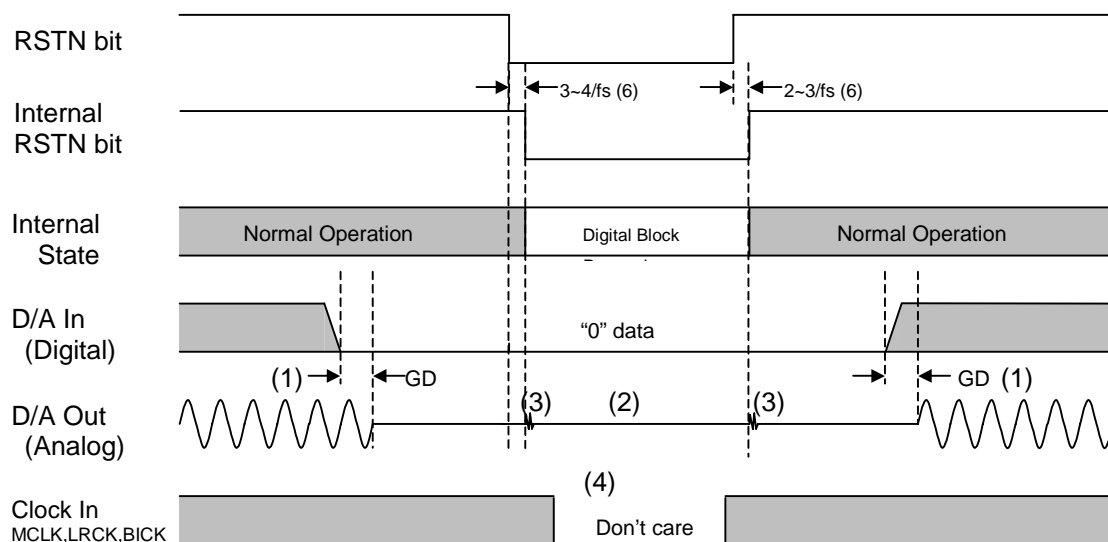 RSTN bit
3~4/fs (6)
2~3/fs (6)
Internal
RSTN bit
Internal
State
Normal Operation
Digital Block
Normal Operation
D/A In
(Digital)
“0” data
(1)
GD
GD
(1)
D/A Out
(Analog)
(3)
(2)
(3)
(4)
Clock In
MCLK,LRCK,BICK
Don’t care